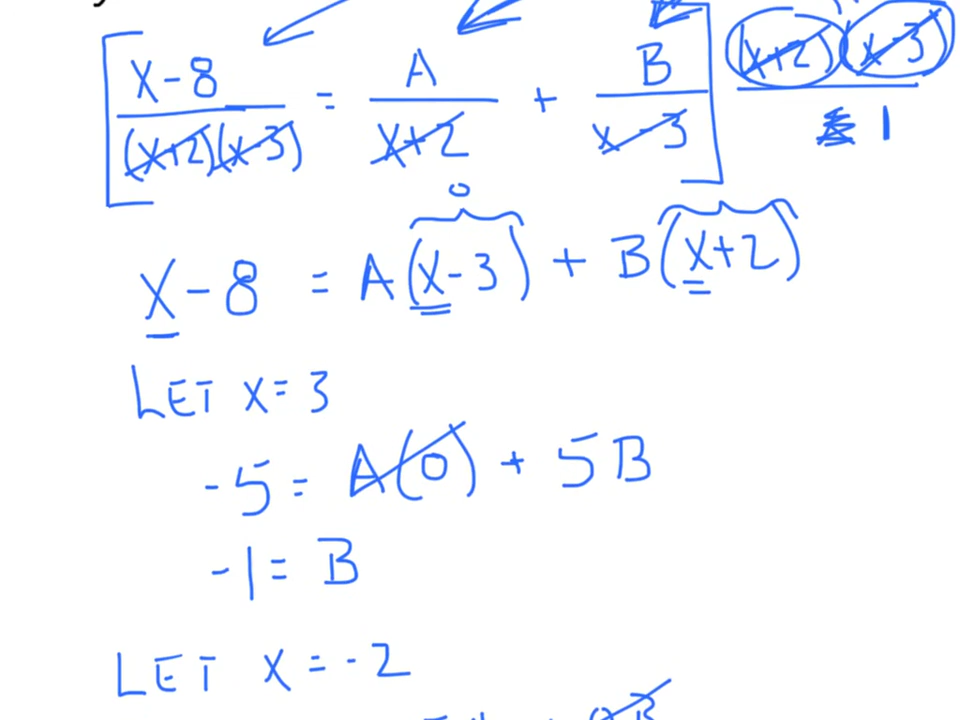 [ X-8 / (x+2)(x-3) = A / x+2 + B / x-3 ] (x+2)(x-3) / 1
0
X-8 = A(x-3) + B(x+2)
LET x=3
-5 = A(0) + 5B
-1 = B
LET x=-2